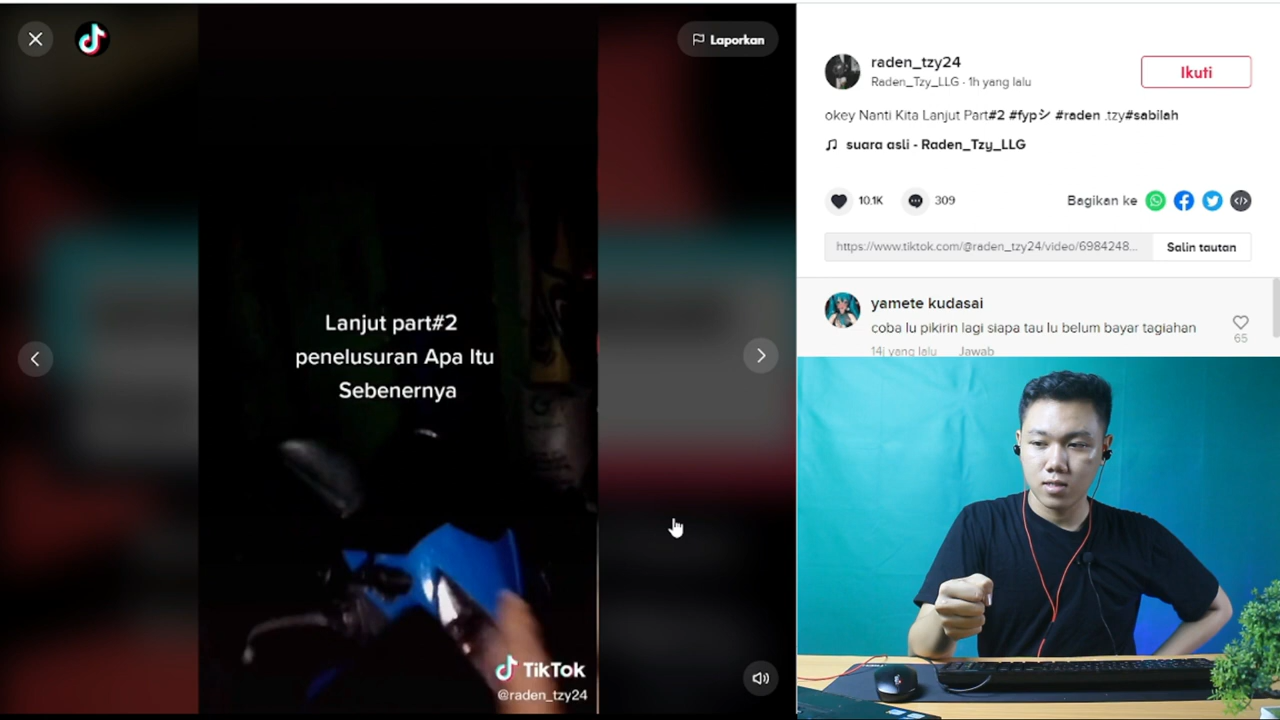 Laporkan
Lanjut part#2
penelusuran Apa Itu
Sebenernya
TikTok
@raden_tzy24
raden_tzy24
Raden_Tzy_LLG · 1h yang lalu
Ikuti
okey Nanti Kita Lanjut Part#2 #fypシ #raden .tzy#sabilah
suara asli - Raden_Tzy_LLG
10.1K
309
Bagikan ke
https://www.tiktok.com/@raden_tzy24/video/6984248...
Salin tautan
yamete kudasai
coba lu pikirin lagi siapa tau lu belum bayar tagiahan
65
14j yang lalu
Jawab